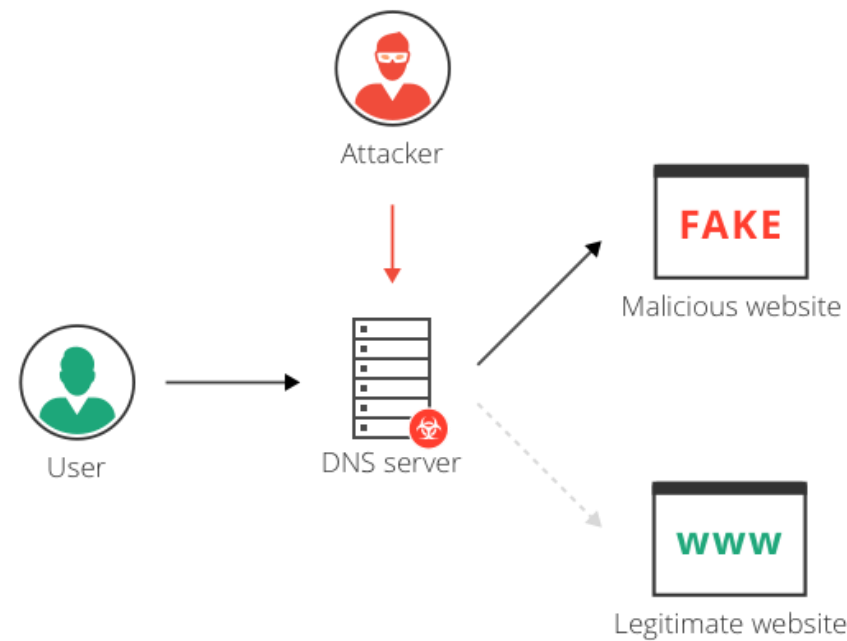 Attacker
FAKE
Malicious website
User
DNS server
www
Legitimate website